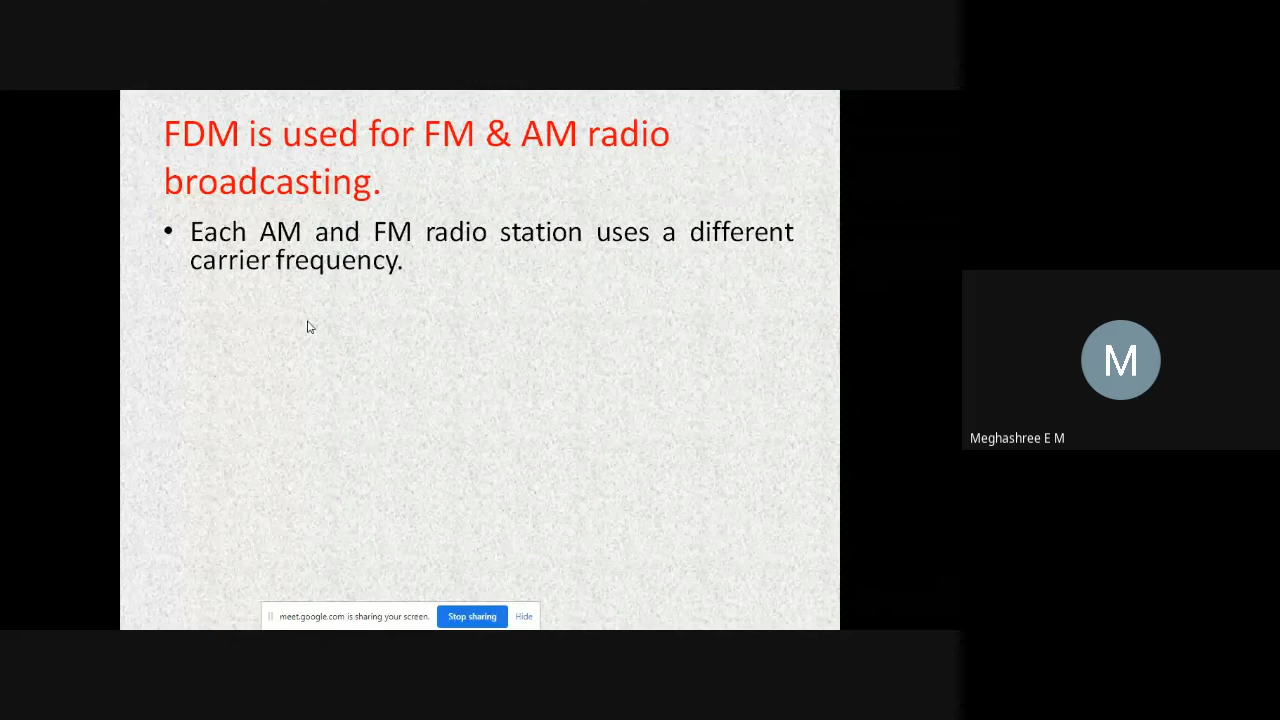 FDM is used for FM & AM radio
broadcasting.
• Each AM and FM radio station uses a different
carrier frequency.
M
Meghashree E M
meet.google.com is sharing your screen.
Stop sharing
Hide